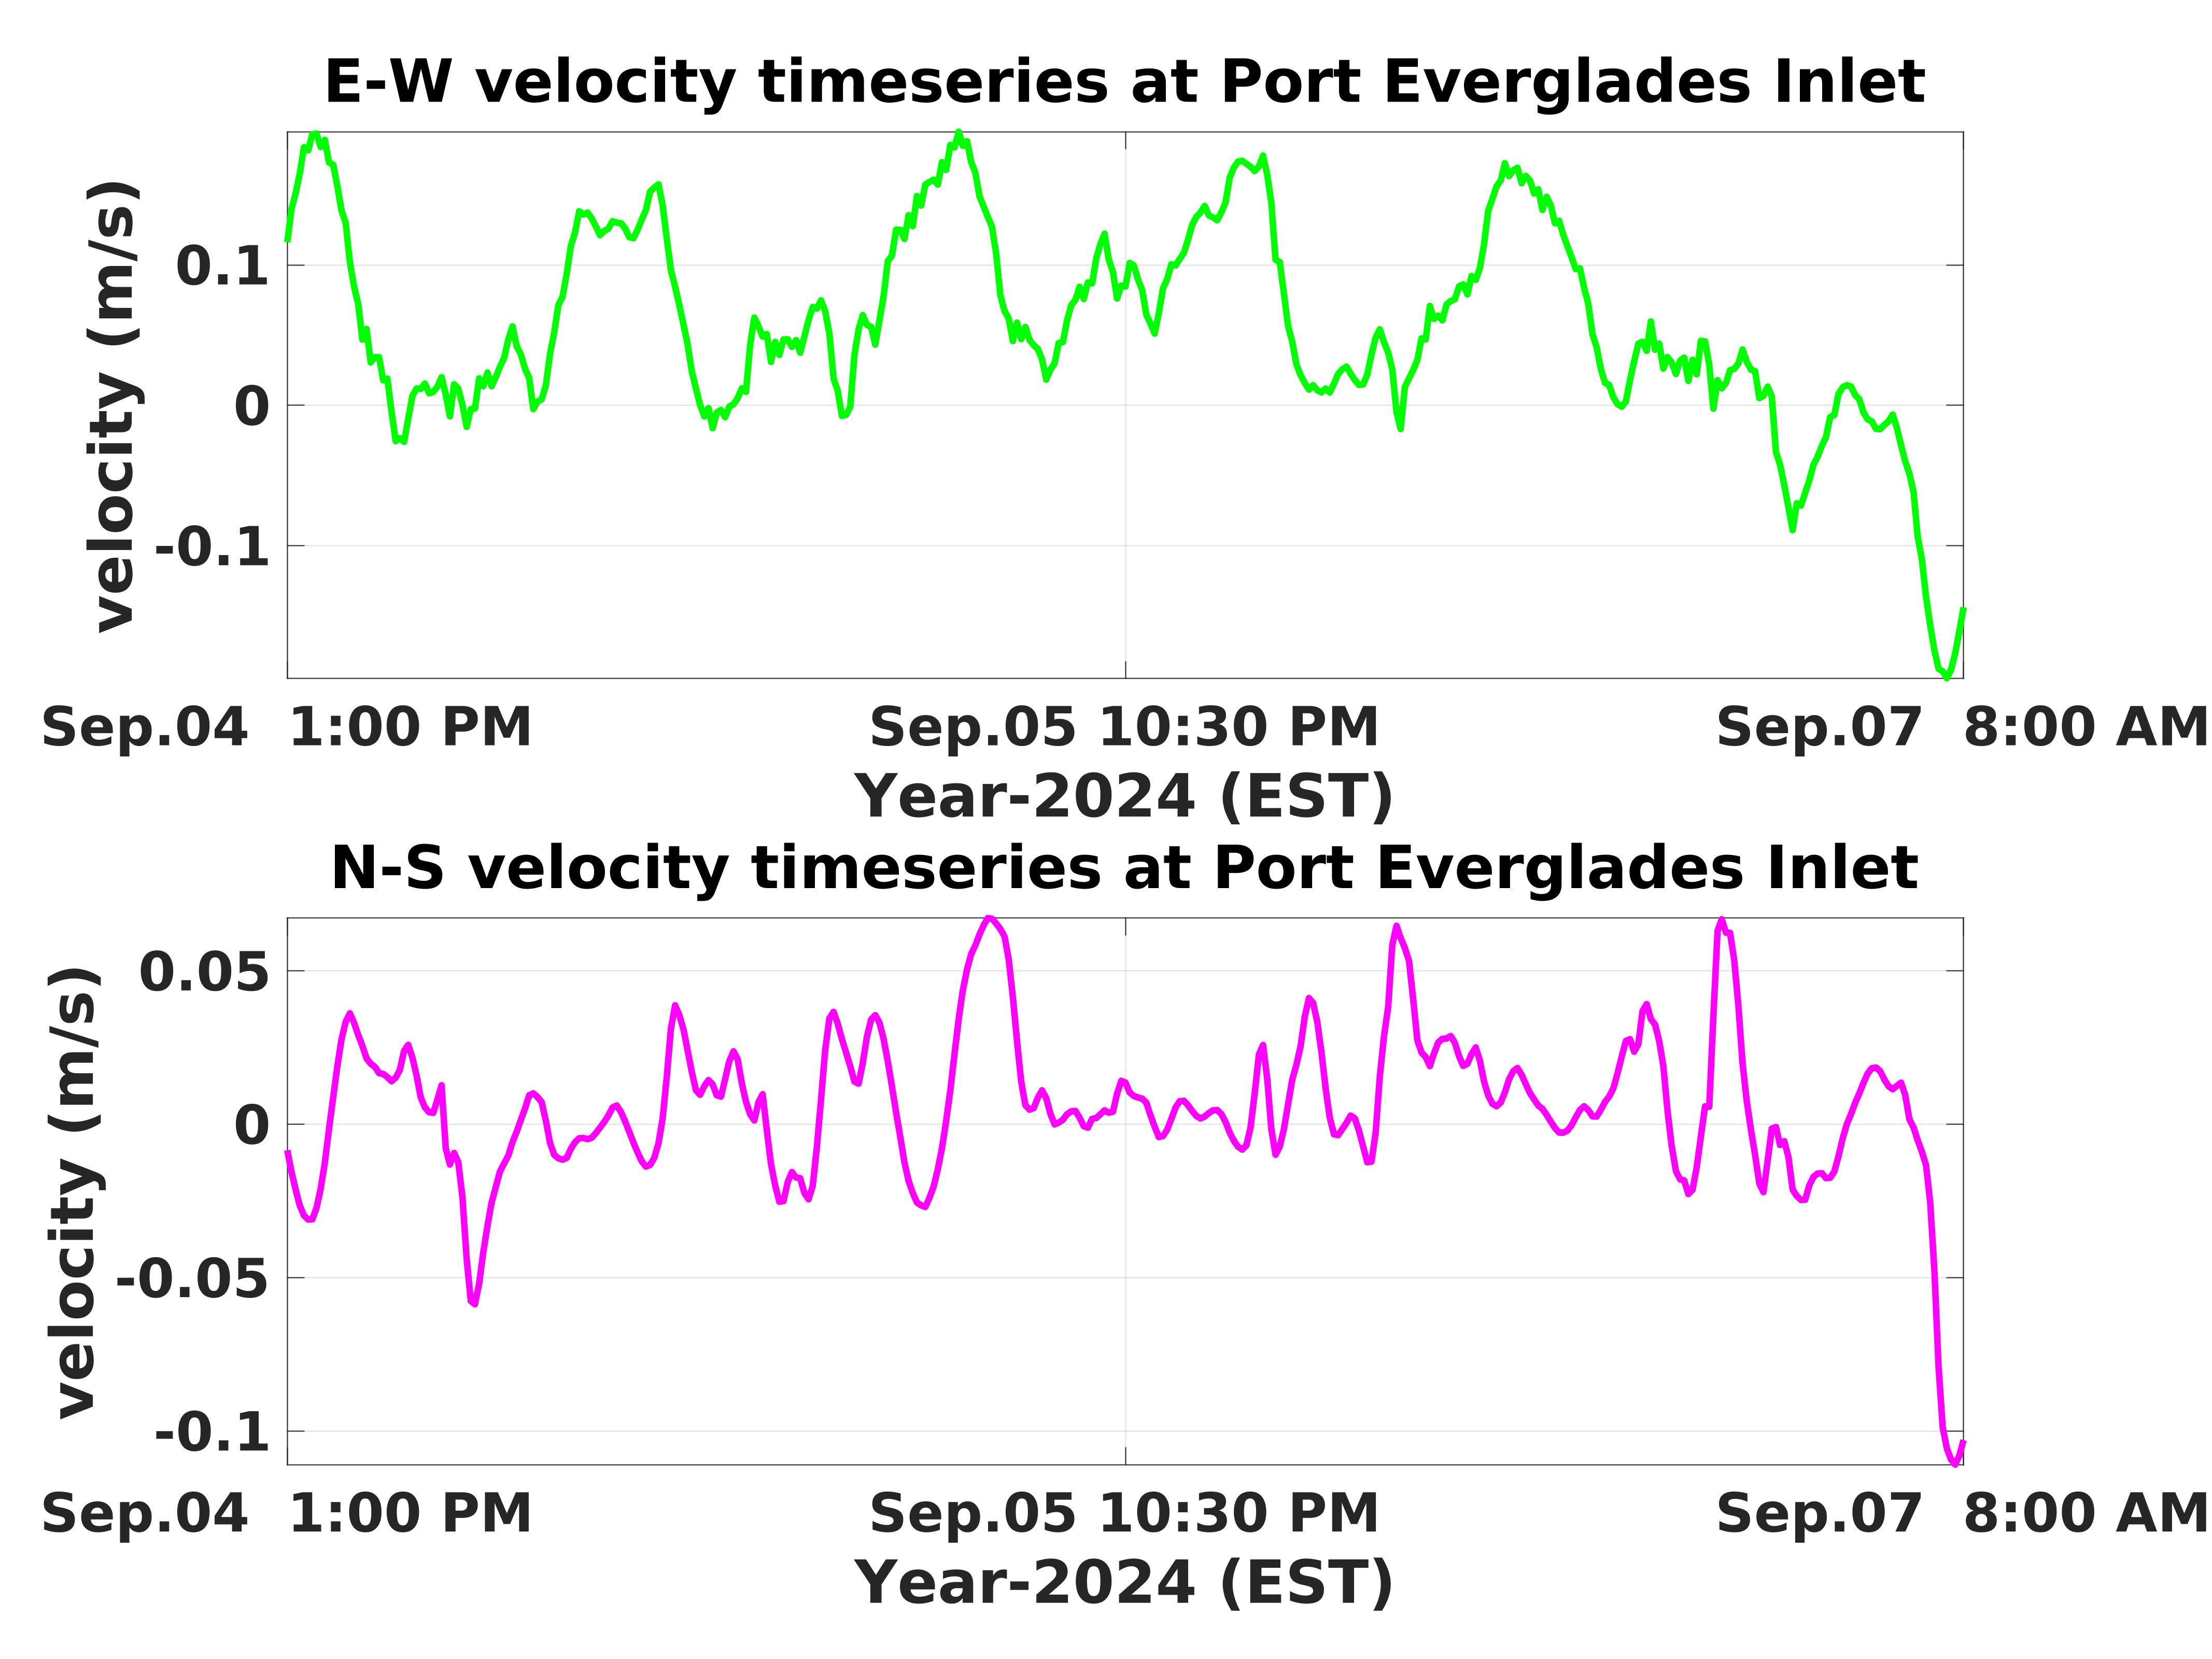 E-W velocity timeseries at Port Everglades Inlet
velocity (m/s)
0.1
0
-0.1
Sep.04 1:00 PM
Sep.05 10:30 PM
Sep.07 8:00 AM
Year-2024 (EST)
N-S velocity timeseries at Port Everglades Inlet
velocity (m/s)
0.05
0
-0.05
-0.1
Sep.04 1:00 PM
Sep.05 10:30 PM
Sep.07 8:00 AM
Year-2024 (EST)